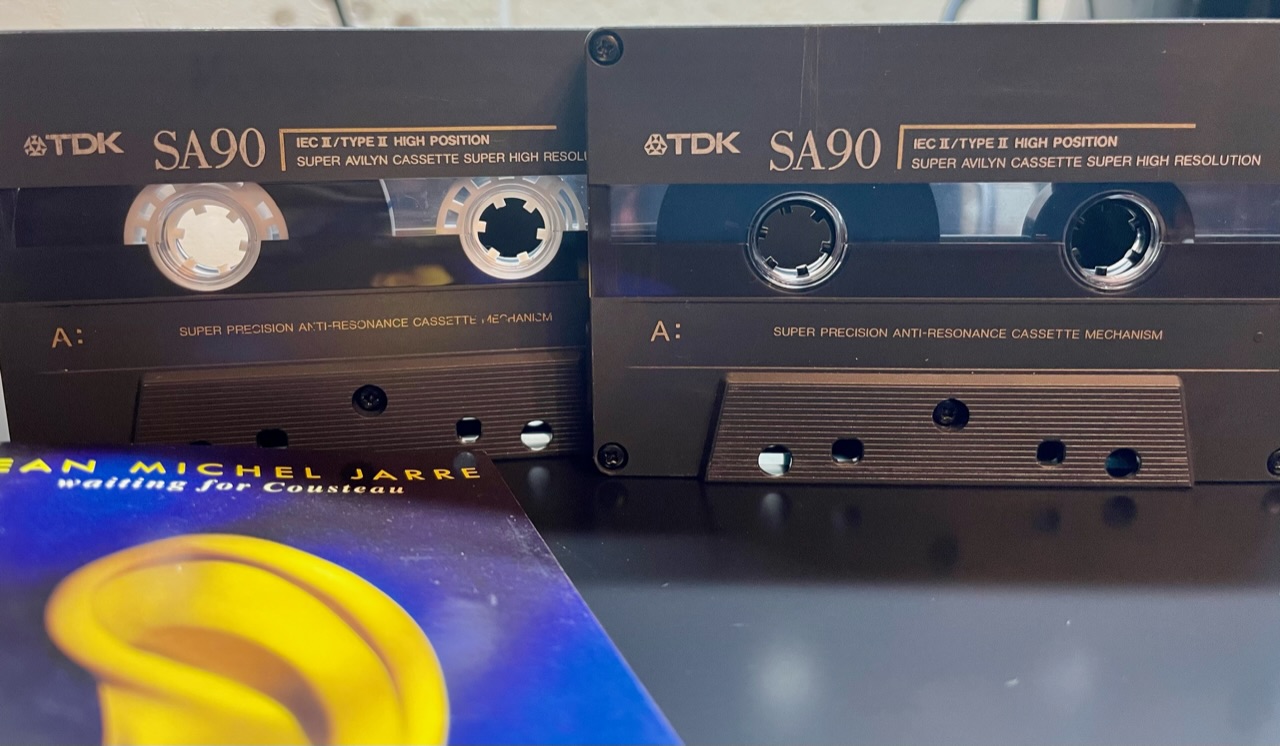 TDK SA90
IEC II/TYPE II HIGH POSITION
SUPER AVILYN CASSETTE SUPER HIGH RESOLU
A:
SUPER PRECISION ANTI-RESONANCE CASSETTE MECHANISM
TDK SA90
IEC II/TYPE II HIGH POSITION
SUPER AVILYN CASSETTE SUPER HIGH RESOLUTION
A:
SUPER PRECISION ANTI-RESONANCE CASSETTE MECHANISM
EAN MICHEL JARRE
waiting for Cousteau